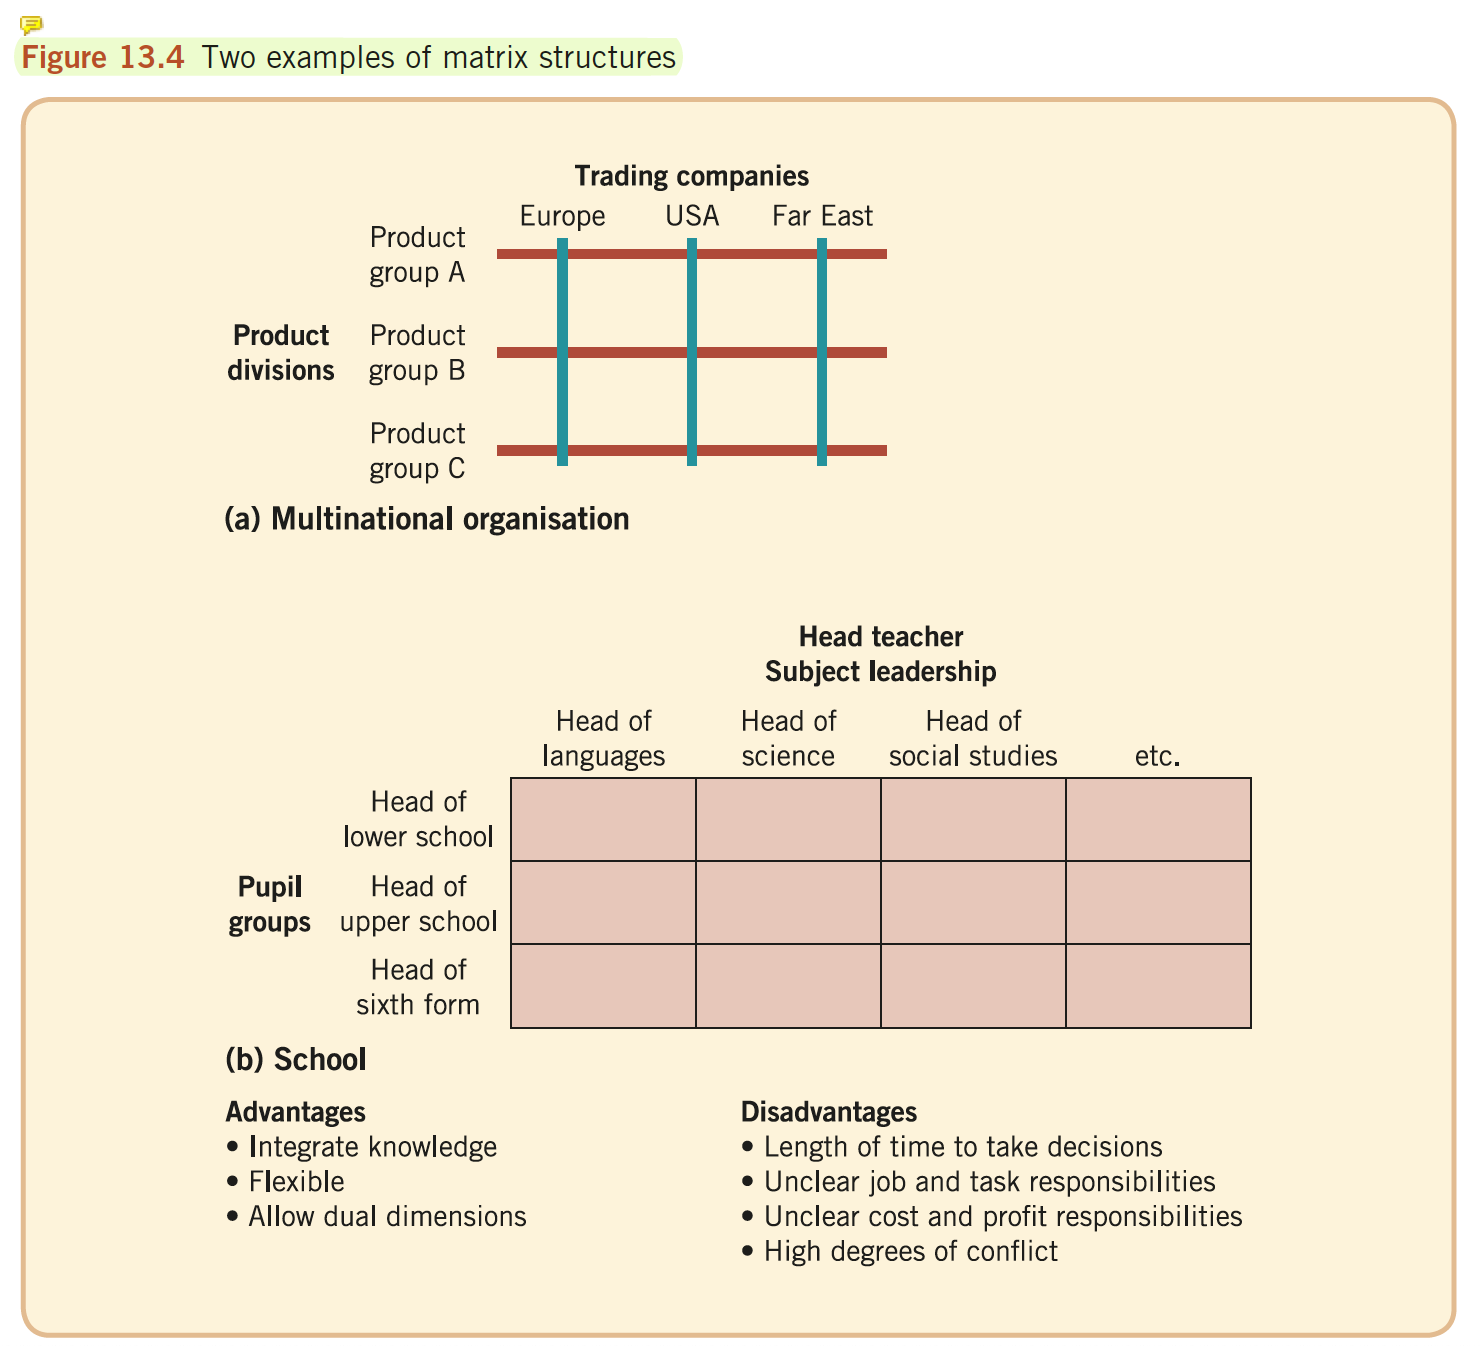 Figure 13.4 Two examples of matrix structures
Trading companies
Europe USA Far East
Product
group A
Product
divisions
Product
group B
Product
group C
(a) Multinational organisation
Head teacher
Subject leadership
Head of
languages
Head of
science
Head of
social studies
etc.
Head of
lower school
Pupil
groups
Head of
upper school
Head of
sixth form
(b) School
Advantages
• Integrate knowledge
• Flexible
• Allow dual dimensions
Disadvantages
• Length of time to take decisions
• Unclear job and task responsibilities
• Unclear cost and profit responsibilities
• High degrees of conflict